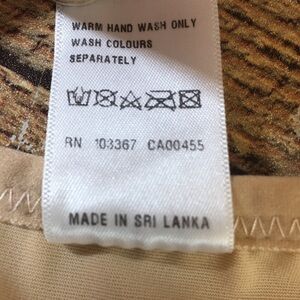 WARM HAND WASH ONLY
WASH COLOURS
SEPARATELY
RN 103367 CA00455
MADE IN SRI LANKA